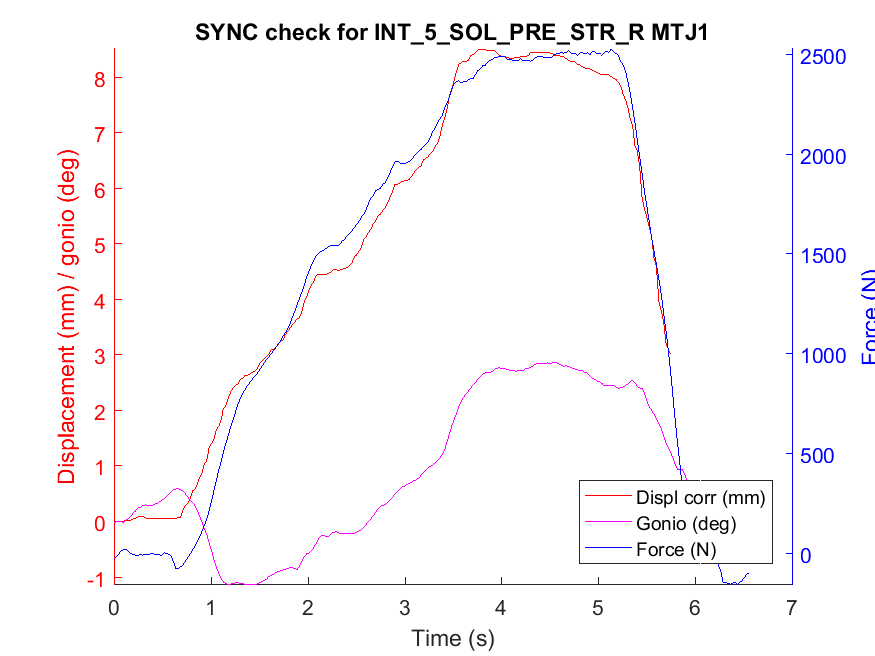 SYNC check for INT_5_SOL_PRE_STR_R MTJ1
Displacement (mm) / gonio (deg)
8
7
6
5
4
3
2
1
0
-1
2500
2000
1500
1000
500
0
Force (N)
Displ corr (mm)
Gonio (deg)
Force (N)
0 1 2 3 4 5 6 7
Time (s)